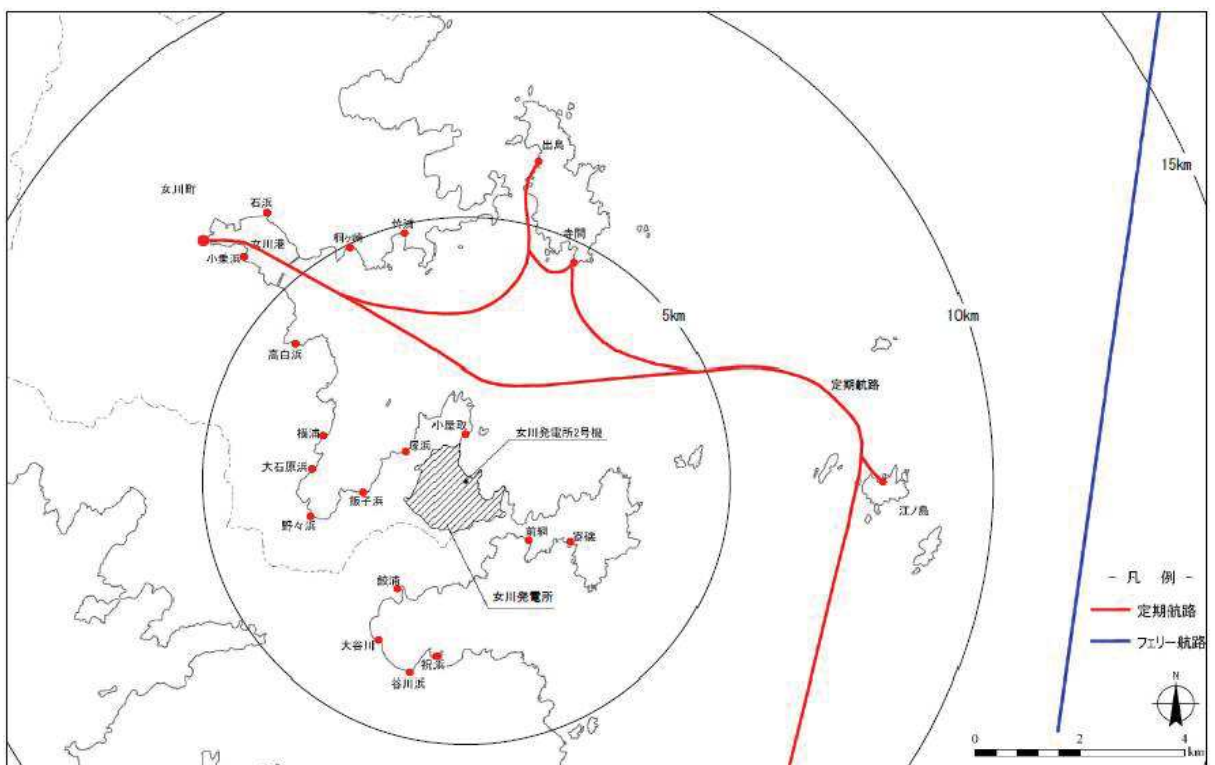 出島
15km
女川町
石浜
竹浦
寺間
桐ヶ崎
女川港
小乗浜
5km
10km
高白浜
定期航路
小屋取
女川発電所2号機
横浦
塚浜
大石原浜
飯子浜
江ノ島
野々浜
前網
寄磯
- 凡 例 -
鮫浦
女川発電所
定期航路
大谷川
フェリー航路
祝浜
谷川浜
N
0 2 4
km